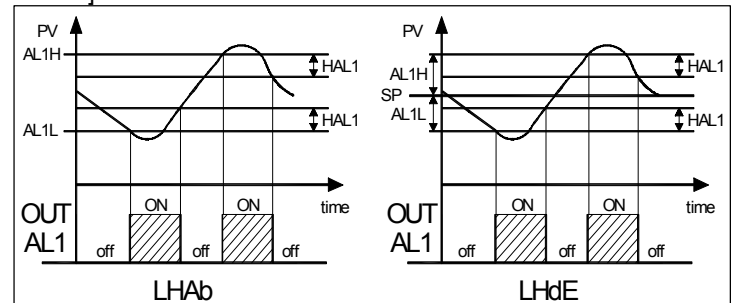 PV
AL1H
HAL1
HAL1
AL1L
time
OUT
AL1
off
ON
off
ON
off
LHAb
PV
AL1H
HAL1
SP
AL1L
HAL1
time
OUT
AL1
off
ON
off
ON
off
LHdE